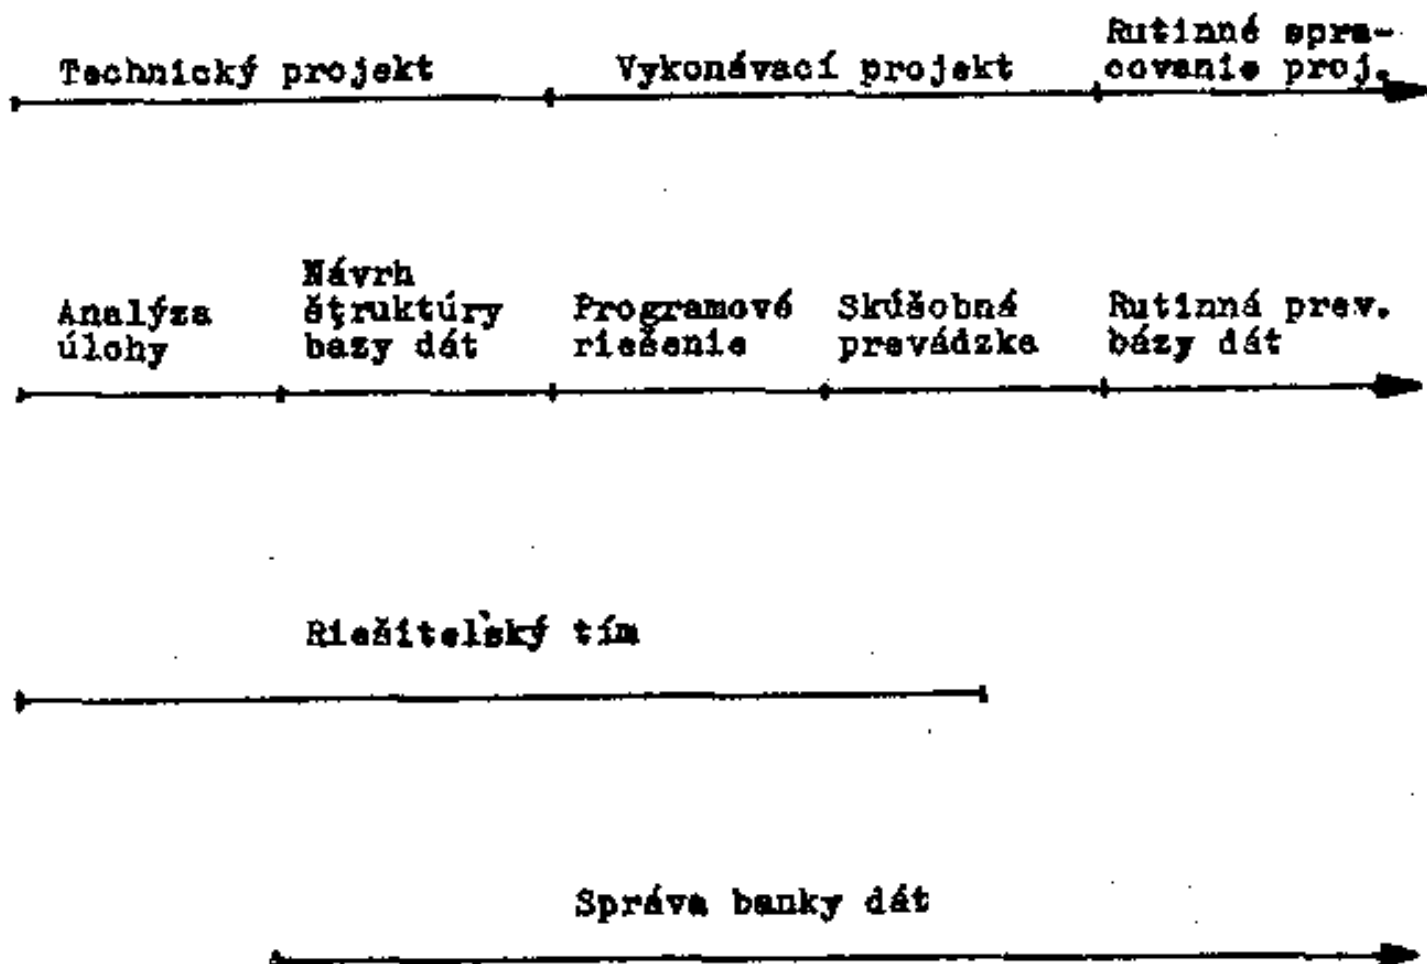 Technický projekt
Vykonávací projekt
Rutinné spra-
covanie proj.
Analýza
úlohy
Návrh
štruktúry
bázy dát
Programové
riešenie
Skúšobná
prevádzka
Rutinná prev.
bázy dát
Riešiteľský tím
Správa banky dát